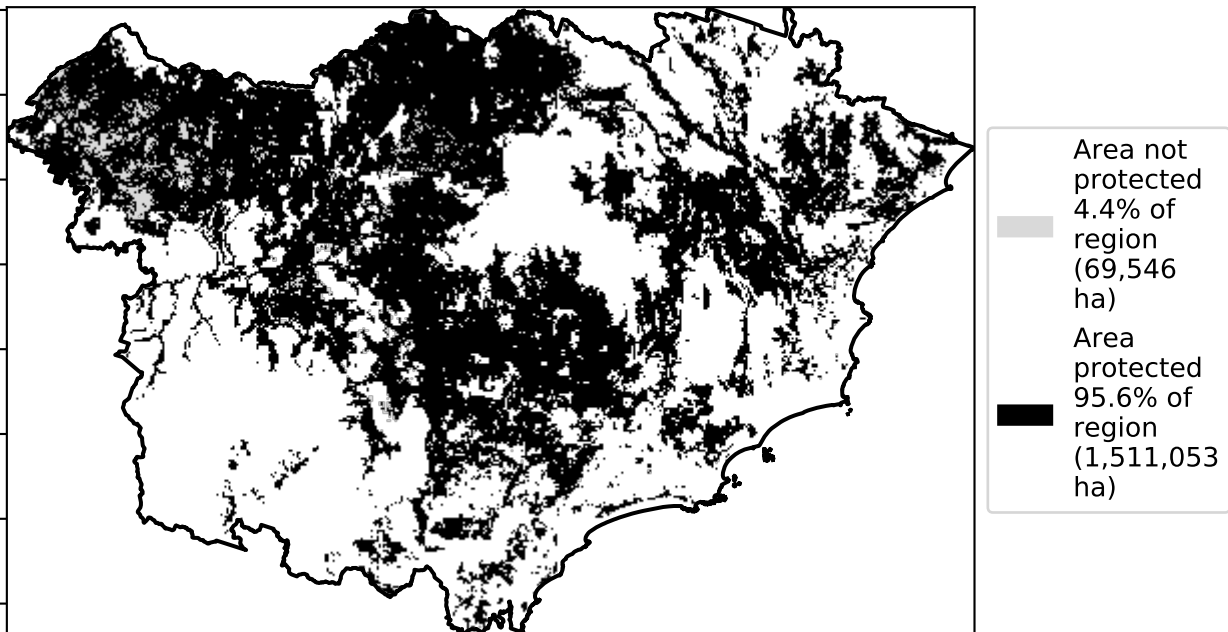 Area not
protected
4.4% of
region
(69,546
ha)
Area
protected
95.6% of
region
(1,511,053
ha)